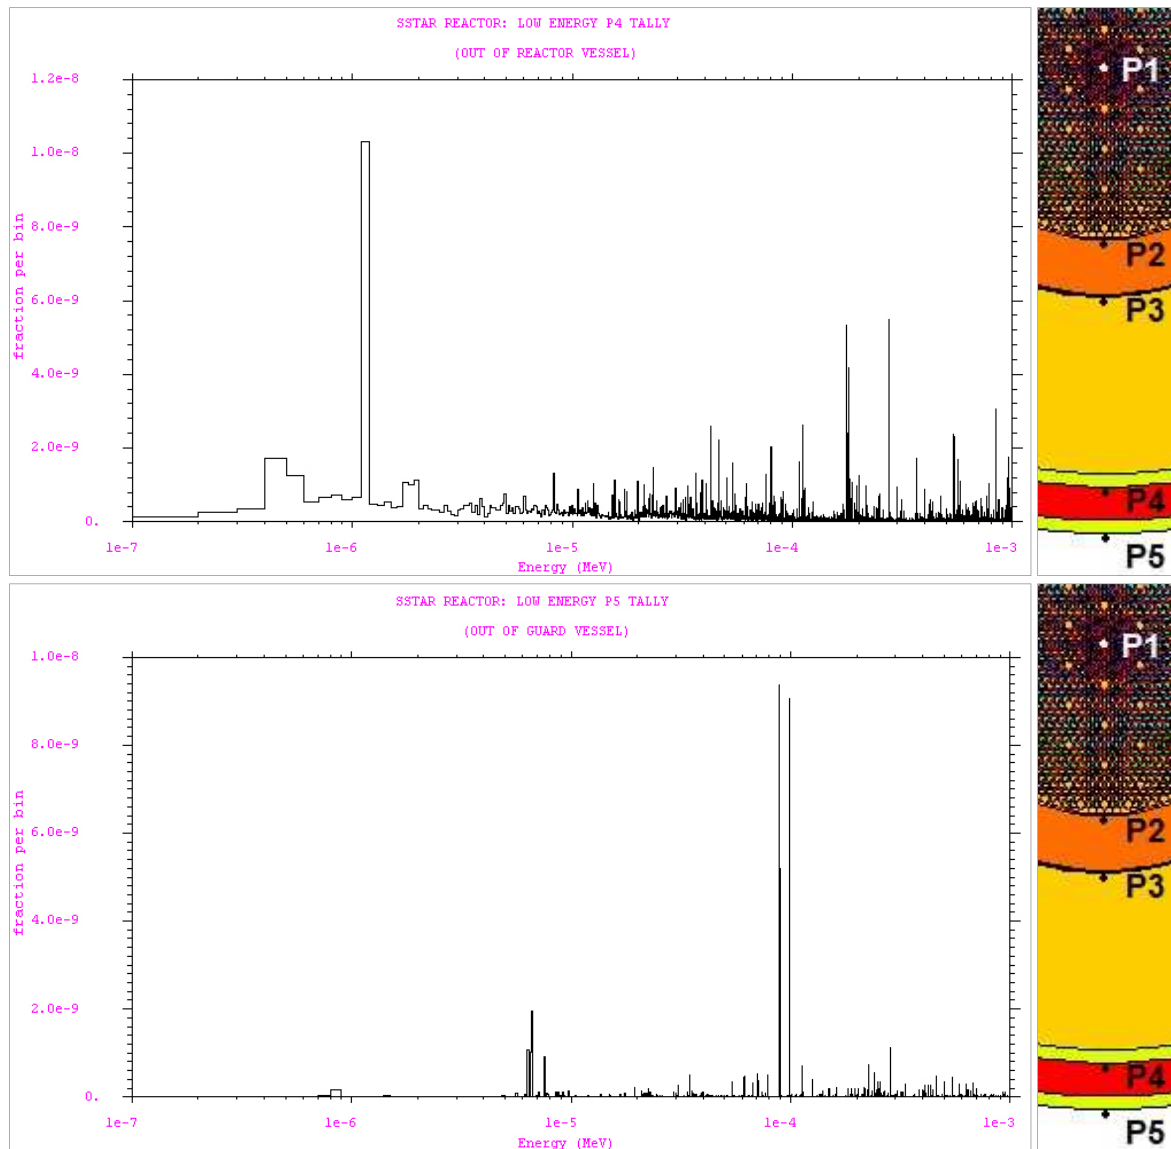 SSTAR REACTOR: LOW ENERGY P4 TALLY
(OUT OF REACTOR VESSEL)
1.2e-8
1.0e-8
8.0e-9
6.0e-9
4.0e-9
2.0e-9
0.
fraction per bin
1e-7
1e-6
1e-5
1e-4
1e-3
Energy (MeV)
P1
P2
P3
P4
P5
SSTAR REACTOR: LOW ENERGY P5 TALLY
(OUT OF GUARD VESSEL)
1.0e-8
8.0e-9
6.0e-9
4.0e-9
2.0e-9
0.
fraction per bin
1e-7
1e-6
1e-5
1e-4
1e-3
Energy (MeV)
P1
P2
P3
P4
P5